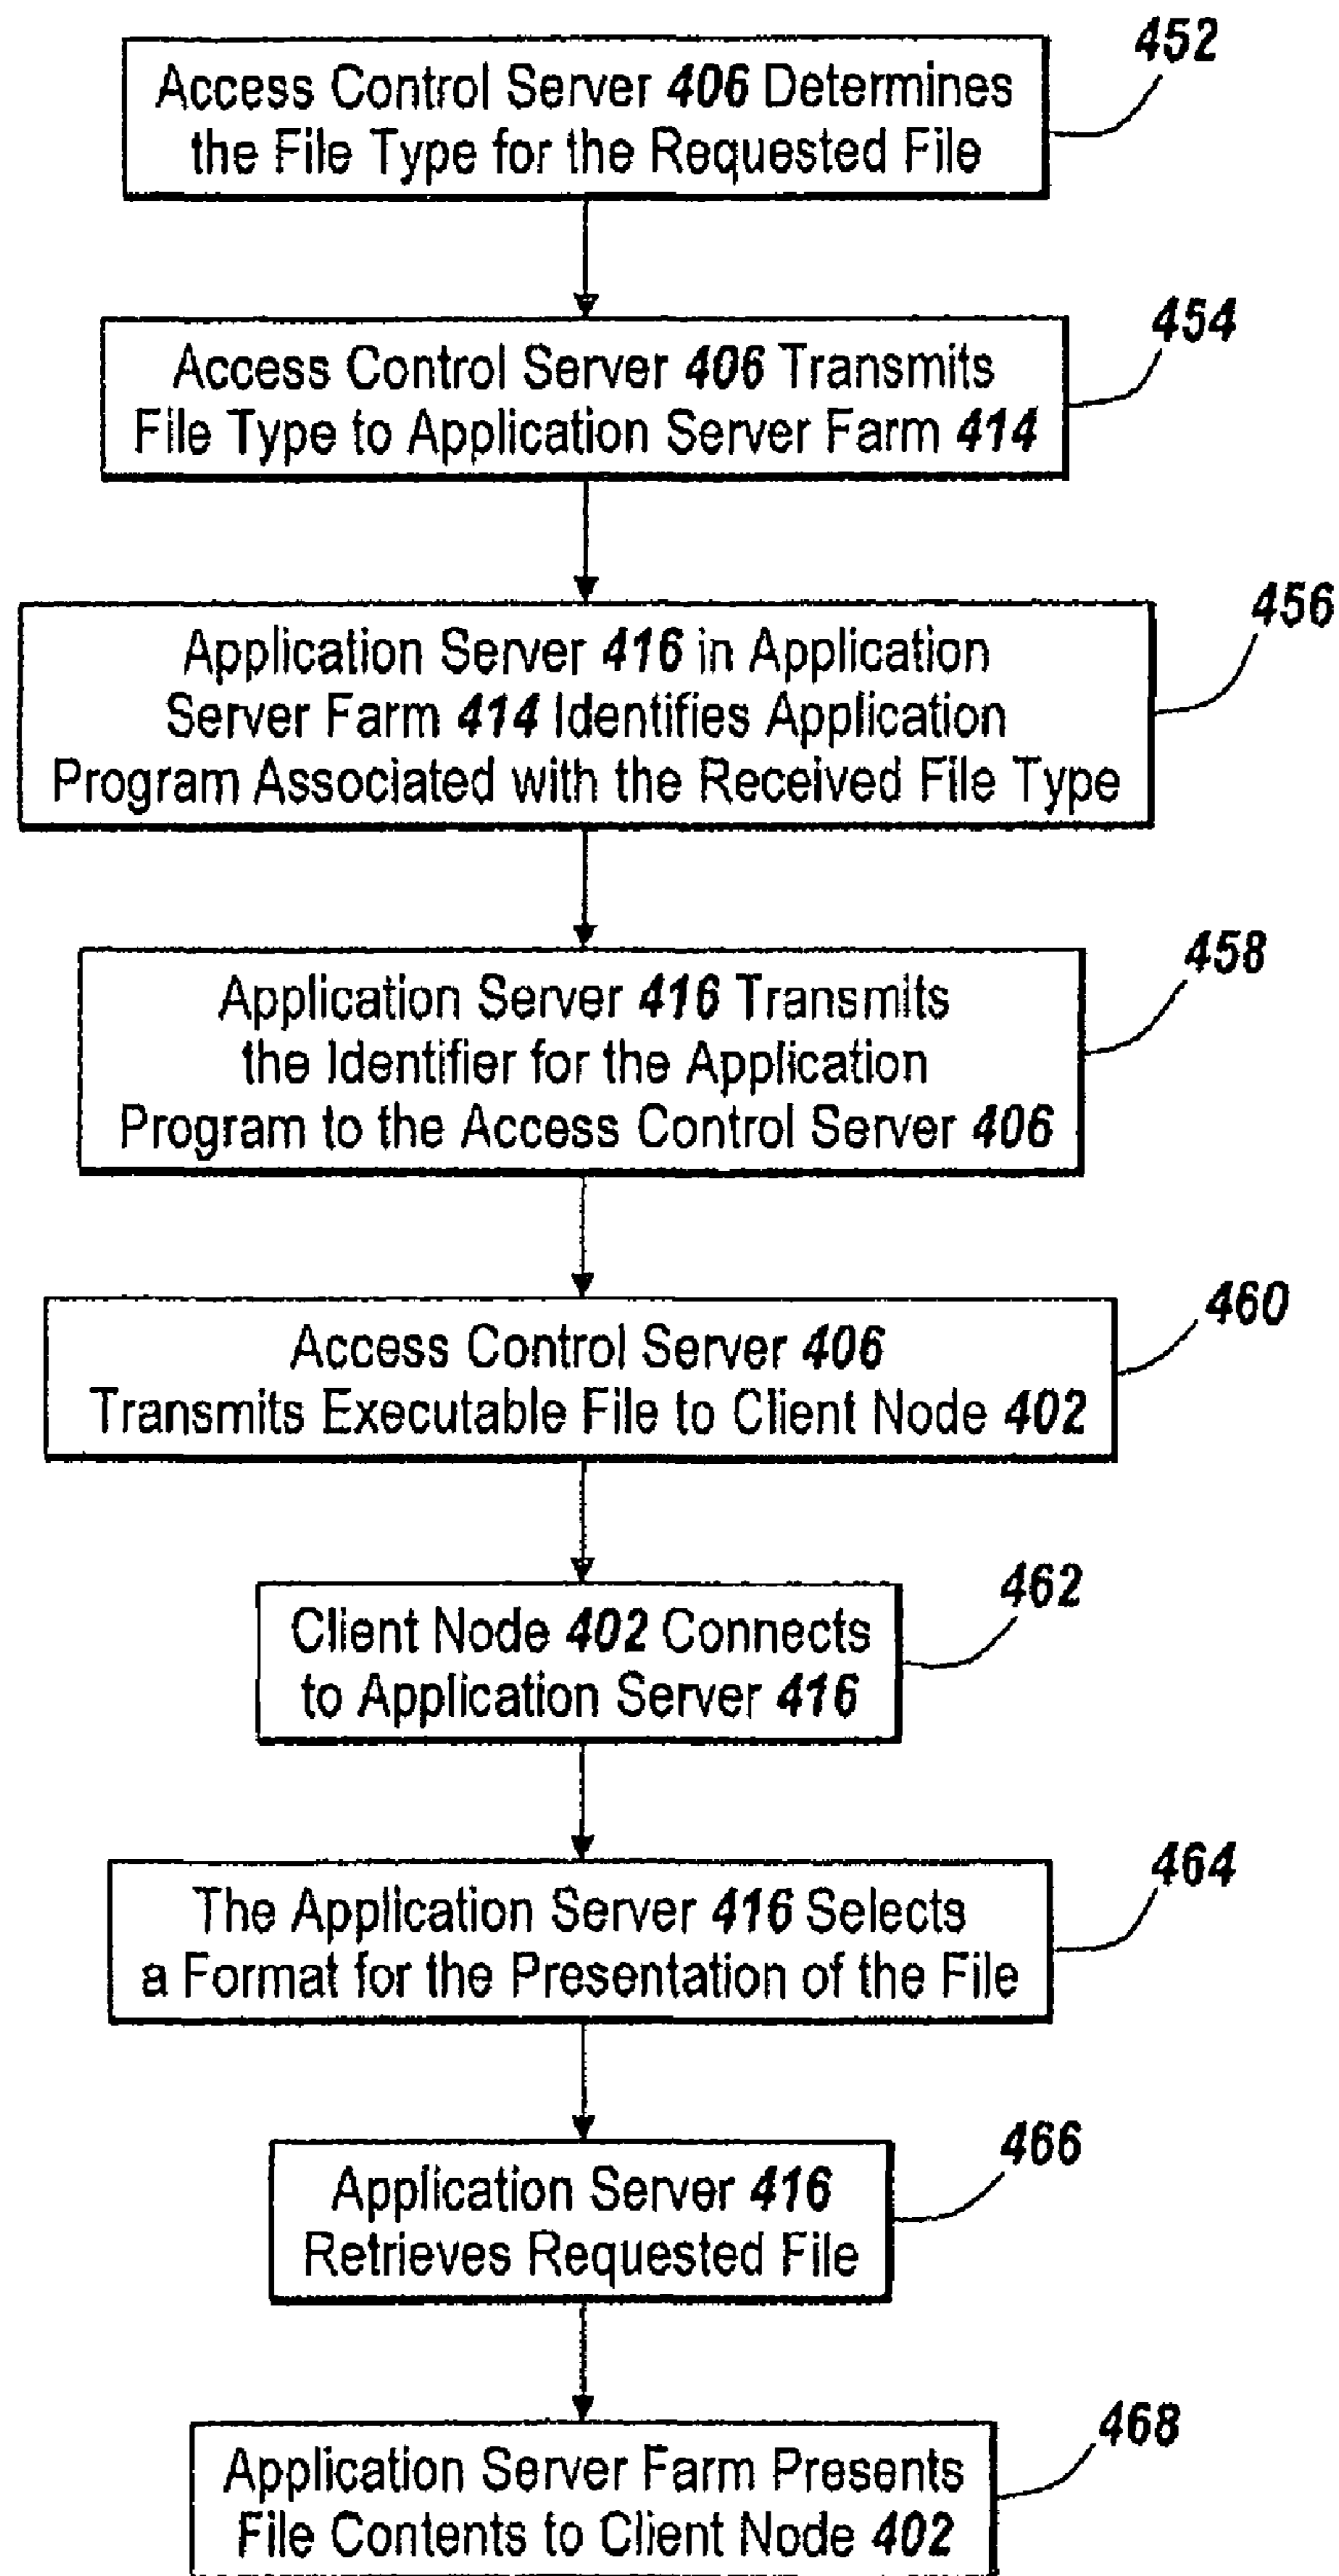 452
Access Control Server 406 Determines
the File Type for the Requested File
454
Access Control Server 406 Transmits
File Type to Application Server Farm 414
456
Application Server 416 in Application
Server Farm 414 Identifies Application
Program Associated with the Received File Type
458
Application Server 416 Transmits
the Identifier for the Application
Program to the Access Control Server 406
460
Access Control Server 406
Transmits Executable File to Client Node 402
462
Client Node 402 Connects
to Application Server 416
464
The Application Server 416 Selects
a Format for the Presentation of the File
466
Application Server 416
Retrieves Requested File
468
Application Server Farm Presents
File Contents to Client Node 402